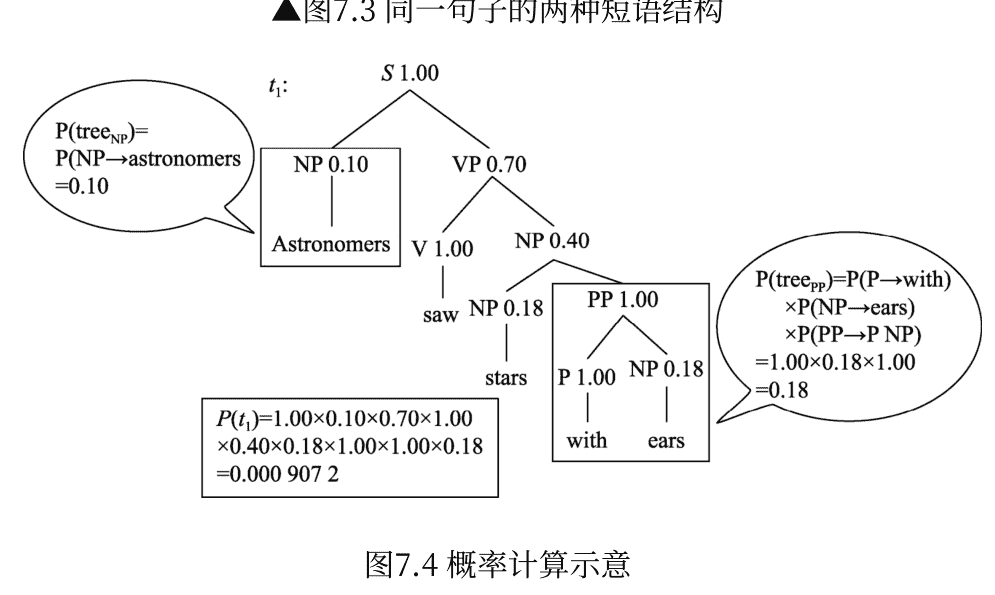 ▲图7.3 同一句子的两种短语结构
t₁:
S 1.00
P(tree_NP)=
P(NP→astronomers
=0.10
NP 0.10
VP 0.70
Astronomers
V 1.00
NP 0.40
saw
NP 0.18
PP 1.00
stars
P 1.00
NP 0.18
with
ears
P(tree_PP)=P(P→with)
×P(NP→ears)
×P(PP→P NP)
=1.00×0.18×1.00
=0.18
P(t₁)=1.00×0.10×0.70×1.00
×0.40×0.18×1.00×1.00×0.18
=0.000 907 2
图7.4 概率计算示意